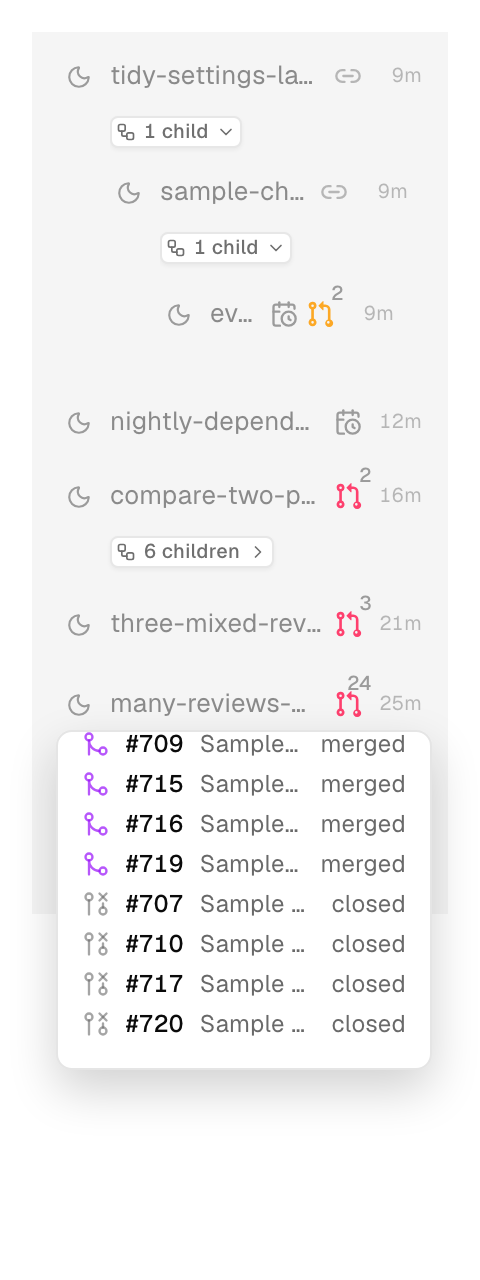 tidy-settings-la... 9m
1 child
sample-ch... 9m
1 child
ev... 2 9m
nightly-depend... 12m
compare-two-p... 2 16m
6 children
three-mixed-rev... 3 21m
many-reviews-... 24 25m
#709 Sample... merged
#715 Sample... merged
#716 Sample... merged
#719 Sample... merged
#707 Sample ... closed
#710 Sample ... closed
#717 Sample ... closed
#720 Sample ... closed